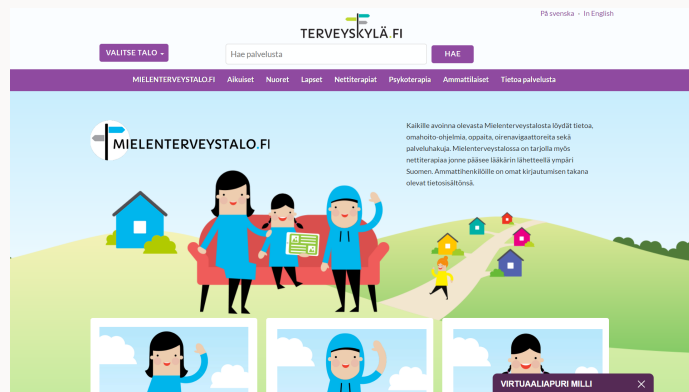 På svenska - In English
TERVEYSKYLÄ.FI
VALITSE TALO
Hae palvelusta
HAE
MIELENTERVEYSTALO.FI Aikuiset Nuoret Lapset Nettiterapiat Psykoterapia Ammattilaiset Tietoa palvelusta
MIELENTERVEYSTALO.FI
Kaikille avoinna olevasta Mielenterveystalosta löydät tietoa,
omahoito-ohjelmia, oppaita, oirenavigaattoreita sekä
palveluhakuja. Mielenterveystalossa on tarjolla myös
nettiterapiaa jonne pääsee lääkärin lähetteellä ympäri
Suomen. Ammattihenkilöille on omat kirjautumisen takana
olevat tietosisältönsä.
VIRTUAALIAPURI MILLI